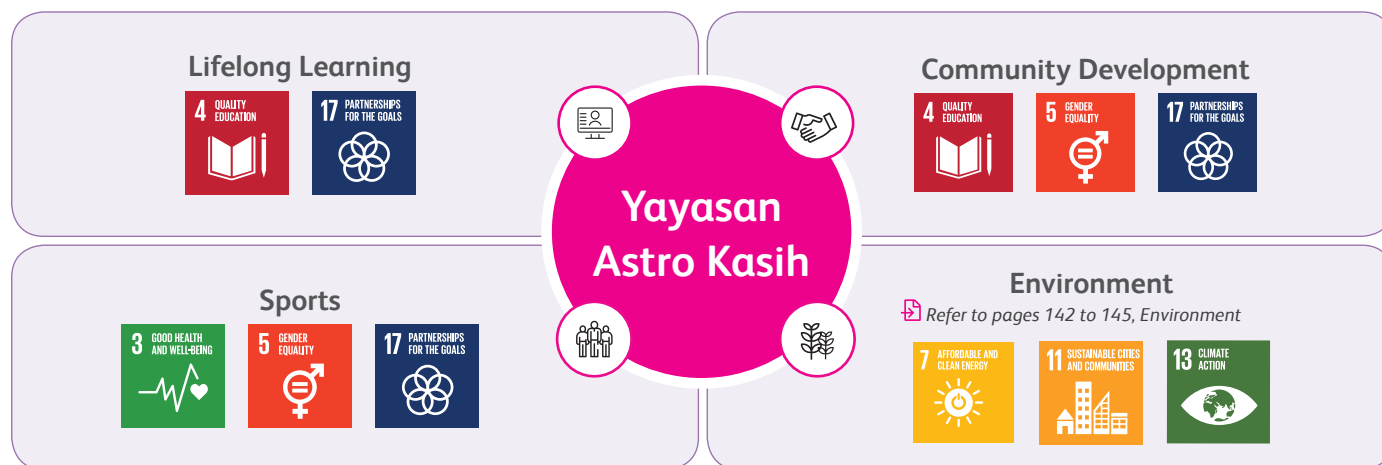 Lifelong Learning
4 QUALITY
EDUCATION
17 PARTNERSHIPS
FOR THE GOALS
Community Development
4 QUALITY
EDUCATION
5 GENDER
EQUALITY
17 PARTNERSHIPS
FOR THE GOALS
Yayasan
Astro Kasih
Sports
3 GOOD HEALTH
AND WELL-BEING
5 GENDER
EQUALITY
17 PARTNERSHIPS
FOR THE GOALS
Environment
Refer to pages 142 to 145, Environment
7 AFFORDABLE AND
CLEAN ENERGY
11 SUSTAINABLE CITIES
AND COMMUNITIES
13 CLIMATE
ACTION